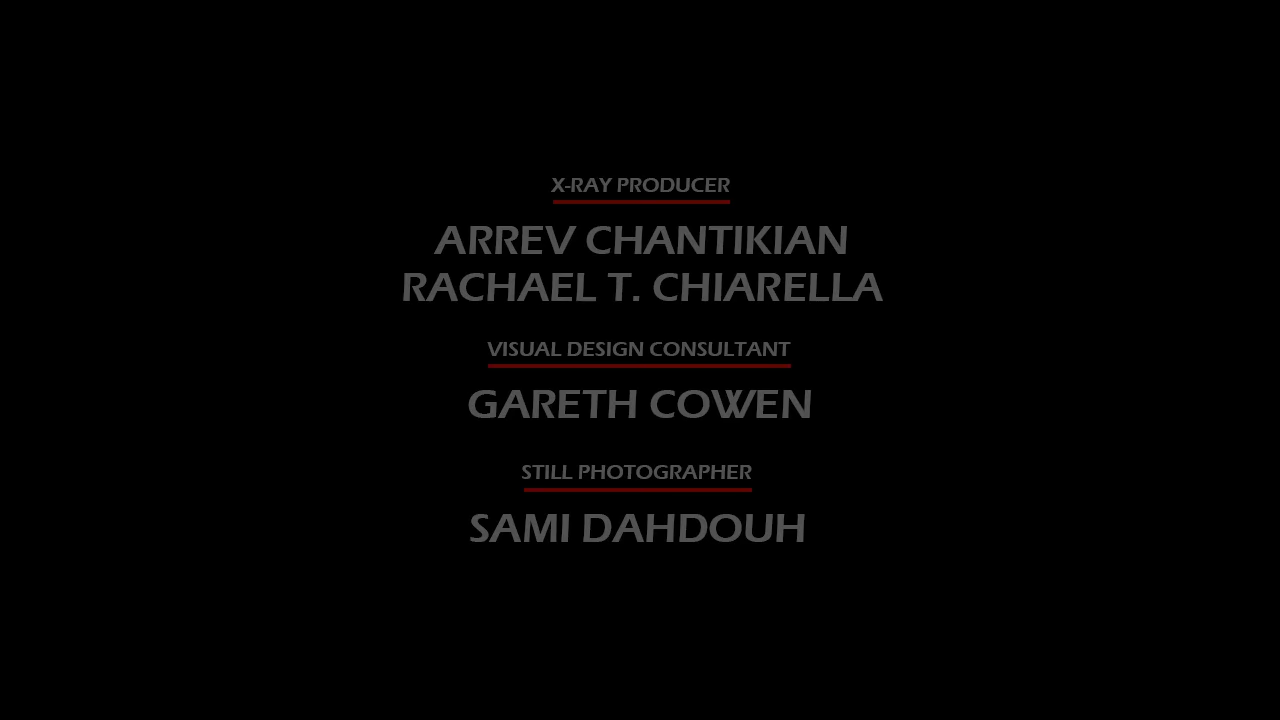 X-RAY PRODUCER
ARREV CHANTIKIAN
RACHAEL T. CHIARELLA
VISUAL DESIGN CONSULTANT
GARETH COWEN
STILL PHOTOGRAPHER
SAMI DAHDOUH